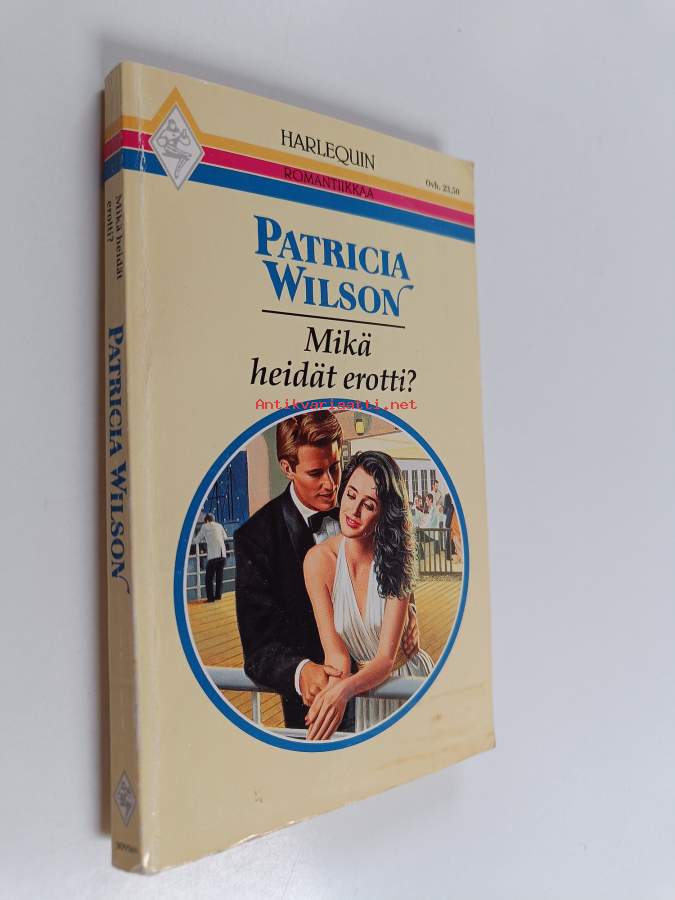 HARLEQUIN
ROMANTIIKKAA
Ovh. 23,50
PATRICIA
WILSON
Mikä
heidät erotti?
Antikvariaatti.net
Mikä heidät
erotti?
PATRICIA WILSON